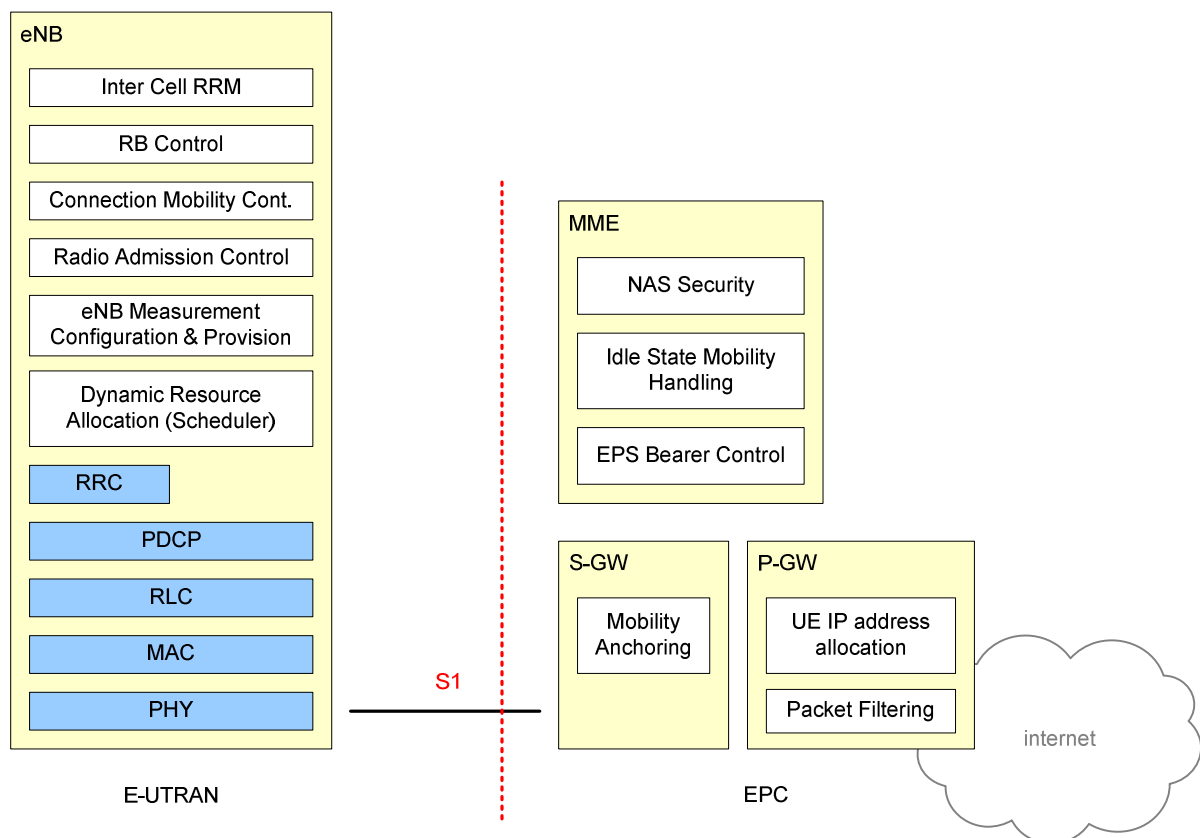 eNB
Inter Cell RRM
RB Control
Connection Mobility Cont.
Radio Admission Control
eNB Measurement
Configuration & Provision
Dynamic Resource
Allocation (Scheduler)
RRC
PDCP
RLC
MAC
PHY
S1
MME
NAS Security
Idle State Mobility
Handling
EPS Bearer Control
S-GW
Mobility
Anchoring
P-GW
UE IP address
allocation
Packet Filtering
internet
E-UTRAN
EPC